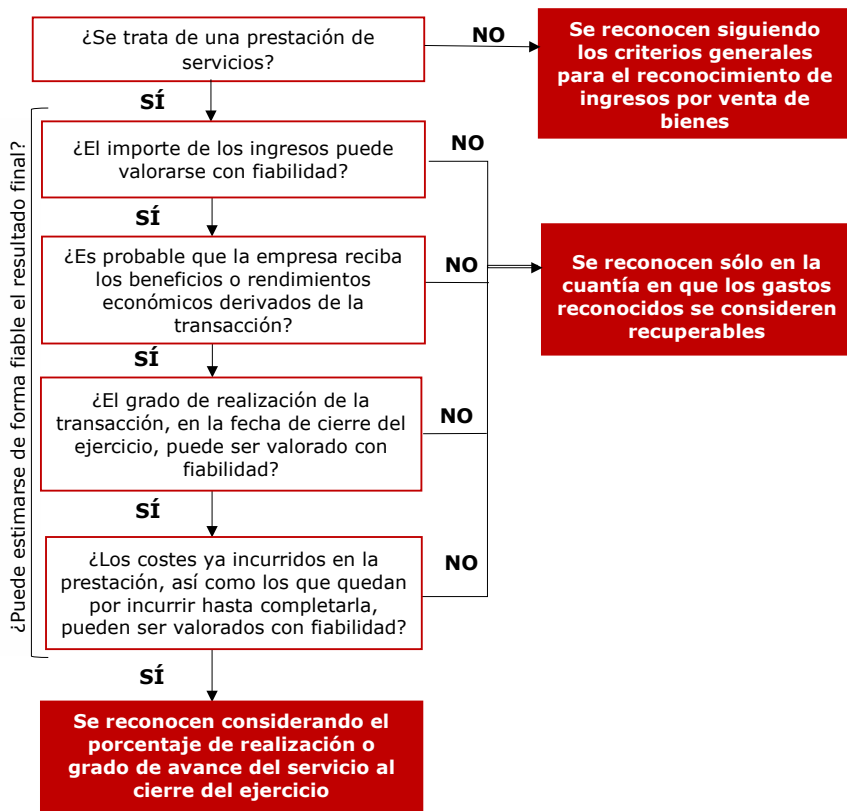 ¿Se trata de una prestación de
servicios?
NO
Se reconocen siguiendo
los criterios generales
para el reconocimiento de
ingresos por venta de
bienes
SÍ
¿Puede estimarse de forma fiable el resultado final?
¿El importe de los ingresos puede
valorarse con fiabilidad?
NO
SÍ
¿Es probable que la empresa reciba
los beneficios o rendimientos
económicos derivados de la
transacción?
NO
Se reconocen sólo en la
cuantía en que los gastos
reconocidos se consideren
recuperables
SÍ
¿El grado de realización de la
transacción, en la fecha de cierre del
ejercicio, puede ser valorado con
fiabilidad?
NO
SÍ
¿Los costes ya incurridos en la
prestación, así como los que quedan
por incurrir hasta completarla,
pueden ser valorados con fiabilidad?
NO
SÍ
Se reconocen considerando el
porcentaje de realización o
grado de avance del servicio al
cierre del ejercicio